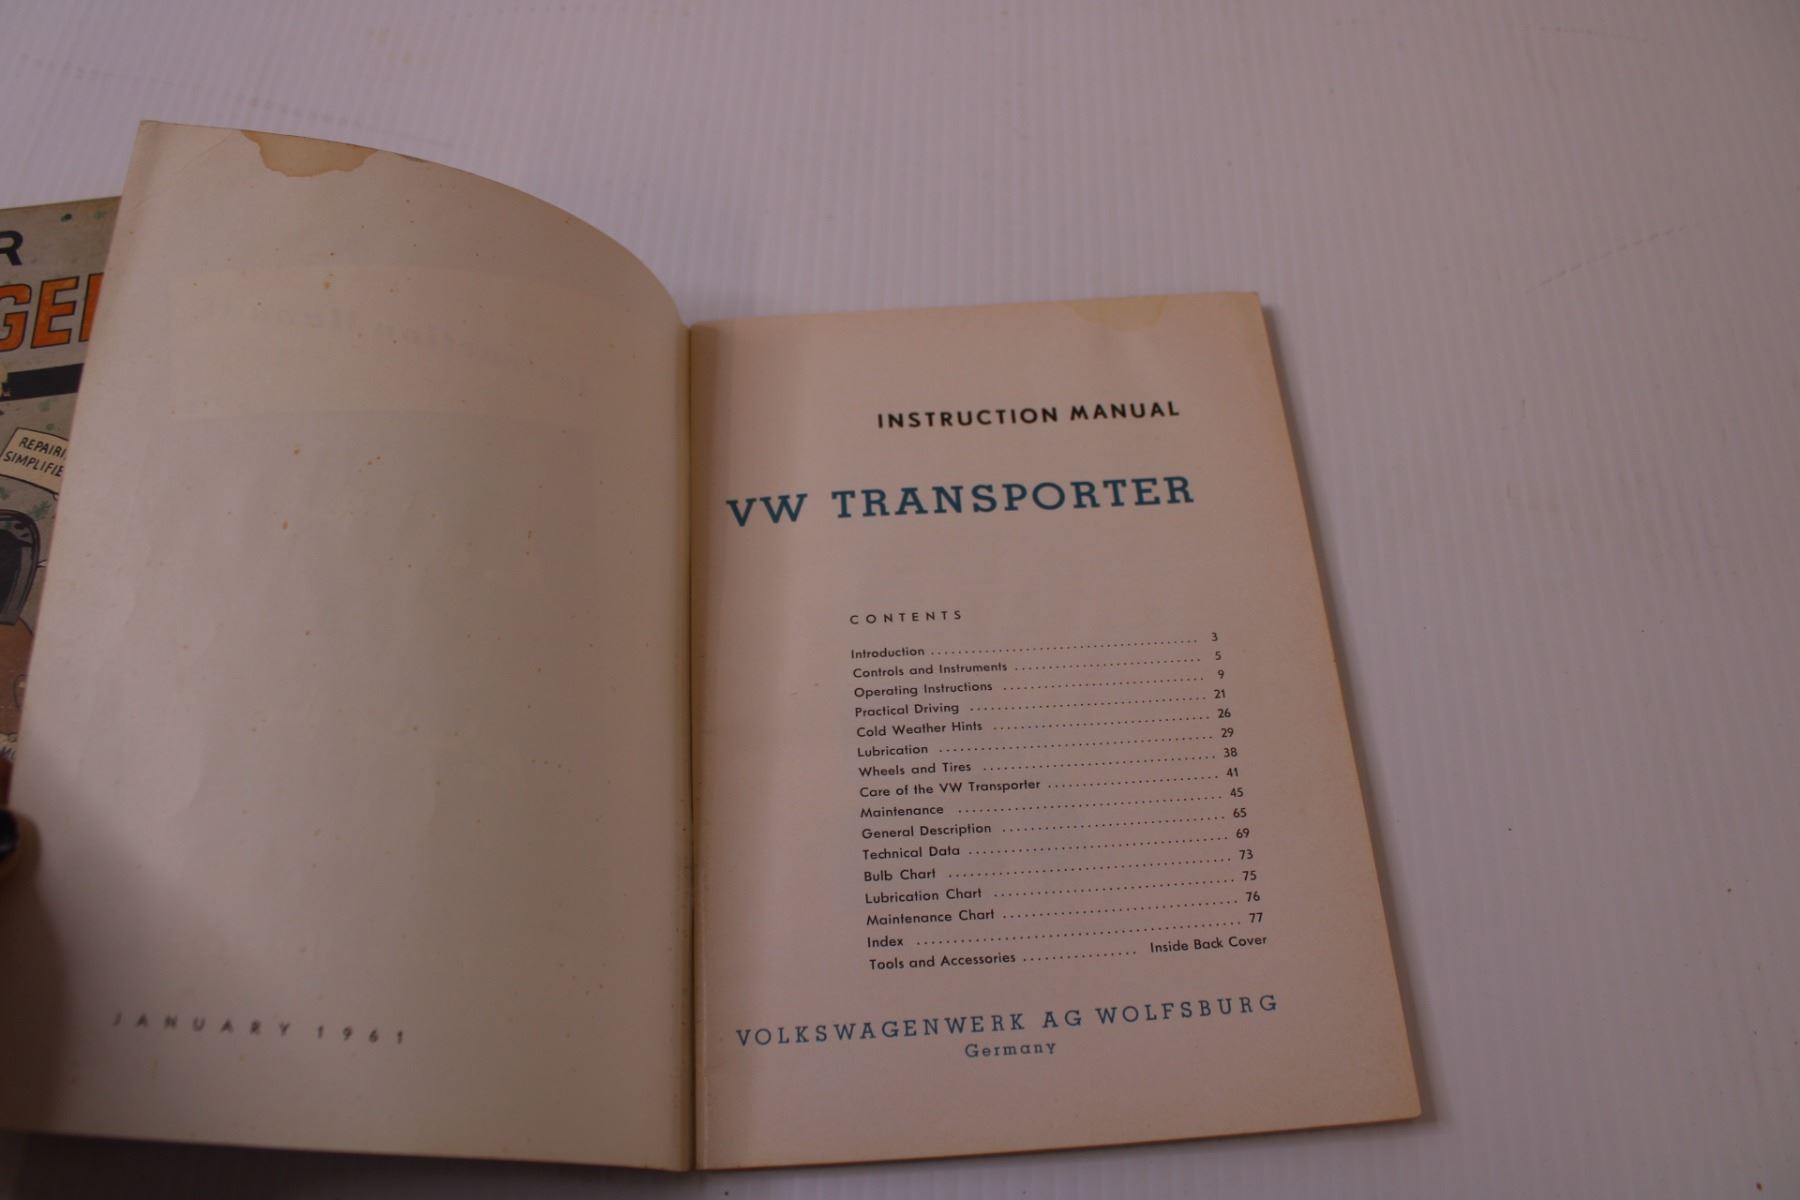 R
GE
REPAIRI
SIMPLIFIE
JANUARY 1961
INSTRUCTION MANUAL
VW TRANSPORTER
CONTENTS
Introduction 3
Controls and Instruments 5
Operating Instructions 9
Practical Driving 21
Cold Weather Hints 26
Lubrication 29
Wheels and Tires 38
Care of the VW Transporter 41
Maintenance 45
General Description 65
Technical Data 69
Bulb Chart 73
Lubrication Chart 75
Maintenance Chart 76
Index 77
Tools and Accessories Inside Back Cover
VOLKSWAGENWERK AG WOLFSBURG
Germany